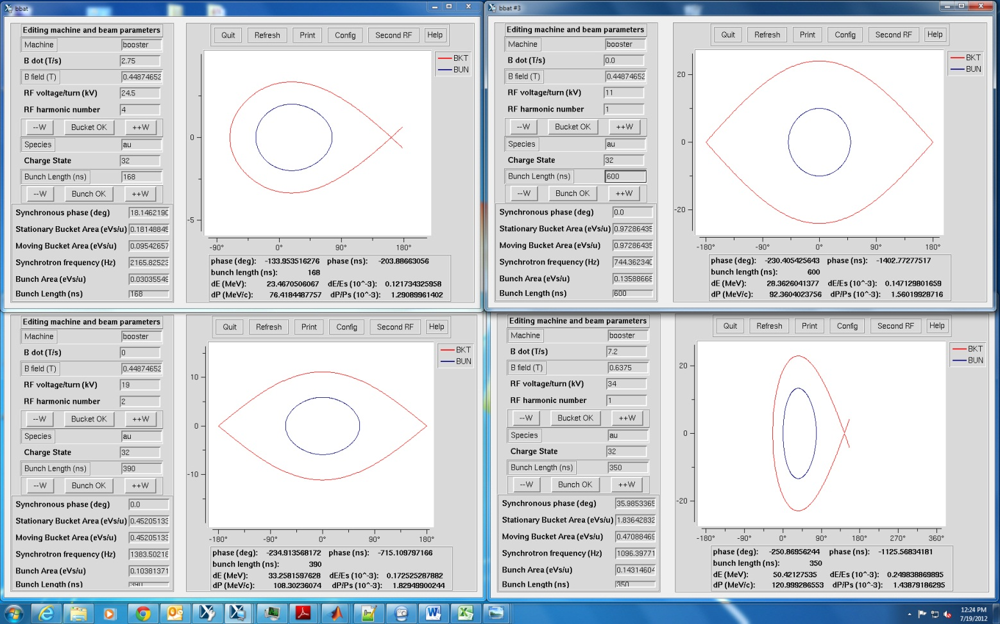 bbat
Editing machine and beam parameters
Quit Refresh Print Config Second RF Help
Machine booster
B dot (T/s) 2.75
B field (T) 0.44874652
RF voltage/turn (kV) 24.5
RF harmonic number 4
--W Bucket OK ++W
Species au
Charge State 32
Bunch Length (ns) 168
--W Bunch OK ++W
Synchronous phase (deg) 18.1462190
Stationary Bucket Area (eVs/u) 0.18148845
Moving Bucket Area (eVs/u) 0.09542657
Synchrotron frequency (Hz) 2165.82523
Bunch Area (eVs/u) 0.03035549
Bunch Length (ns) 168
BKT
BUN
0
-5
-90° 0° 90° 180°
phase (deg): -133.953516276 phase (ns): -203.88663056
bunch length (ns): 168
dE (MeV): 23.4670506067 dE/Es (10^-3): 0.121734325958
dP (MeV/c): 76.4184487757 dP/Ps (10^-3): 1.29089961402
bbat #3
Editing machine and beam parameters
Quit Refresh Print Config Second RF Help
Machine booster
B dot (T/s) 0.0
B field (T) 0.44874652
RF voltage/turn (kV) 11
RF harmonic number 1
--W Bucket OK ++W
Species au
Charge State 32
Bunch Length (ns) 600
--W Bunch OK ++W
Synchronous phase (deg) 0.0
Stationary Bucket Area (eVs/u) 0.97286435
Moving Bucket Area (eVs/u) 0.97286435
Synchrotron frequency (Hz) 744.362340
Bunch Area (eVs/u) 0.13588668
Bunch Length (ns) 600
BKT
BUN
20
0
-20
-180° -90° 0° 90° 180°
phase (deg): -230.405425643 phase (ns): -1402.77277517
bunch length (ns): 600
dE (MeV): 28.3626041377 dE/Es (10^-3): 0.147129801659
dP (MeV/c): 92.3604023756 dP/Ps (10^-3): 1.56019928716
Editing machine and beam parameters
Quit Refresh Print Config Second RF Help
Machine booster
B dot (T/s) 0
B field (T) 0.44874652
RF voltage/turn (kV) 19
RF harmonic number 2
--W Bucket OK ++W
Species au
Charge State 32
Bunch Length (ns) 390
--W Bunch OK ++W
Synchronous phase (deg) 0.0
Stationary Bucket Area (eVs/u) 0.45205133
Moving Bucket Area (eVs/u) 0.45205133
Synchrotron frequency (Hz) 1383.50218
Bunch Area (eVs/u) 0.10381371
Bunch Length (ns) 390
BKT
BUN
10
0
-10
-180° -90° 0° 90° 180°
phase (deg): -234.913568172 phase (ns): -715.109797166
bunch length (ns): 390
dE (MeV): 33.2581597628 dE/Es (10^-3): 0.172525287882
dP (MeV/c): 108.30236074 dP/Ps (10^-3): 1.82949900244
Editing machine and beam parameters
Quit Refresh Print Config Second RF Help
Machine booster
B dot (T/s) 7.2
B field (T) 0.6375
RF voltage/turn (kV) 34
RF harmonic number 1
--W Bucket OK ++W
Species au
Charge State 32
Bunch Length (ns) 350
--W Bunch OK ++W
Synchronous phase (deg) 35.9853365
Stationary Bucket Area (eVs/u) 1.83642832
Moving Bucket Area (eVs/u) 0.47088469
Synchrotron frequency (Hz) 1096.39771
Bunch Area (eVs/u) 0.14314604
Bunch Length (ns) 350
BKT
BUN
20
0
-20
-180° -90° 0° 90° 180° 270° 360°
phase (deg): -250.86956244 phase (ns): -1125.56834181
bunch length (ns): 350
dE (MeV): 50.42127535 dE/Es (10^-3): 0.249838869895
dP (MeV/c): 120.999286553 dP/Ps (10^-3): 1.43879186295
12:24 PM
7/19/2012